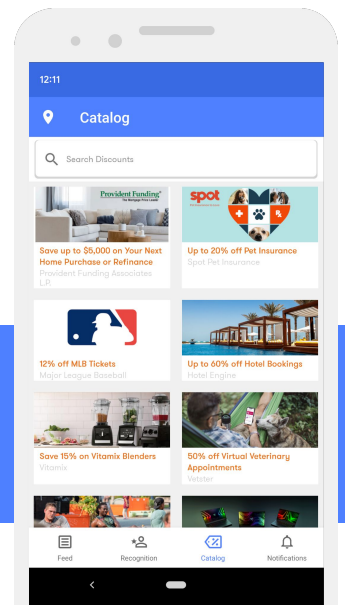 12:11
Catalog
Search Discounts
Provident Funding®
The Mortgage Price Leader
Save up to $5,000 on Your Next
Home Purchase or Refinance
Provident Funding Associates
L.P.
spot
Up to 20% off Pet Insurance
Spot Pet Insurance
12% off MLB Tickets
Major League Baseball
Up to 60% off Hotel Bookings
Hotel Engine
Save 15% on Vitamix Blenders
Vitamix
50% off Virtual Veterinary
Appointments
Vetster
Feed
Recognition
Catalog
Notifications